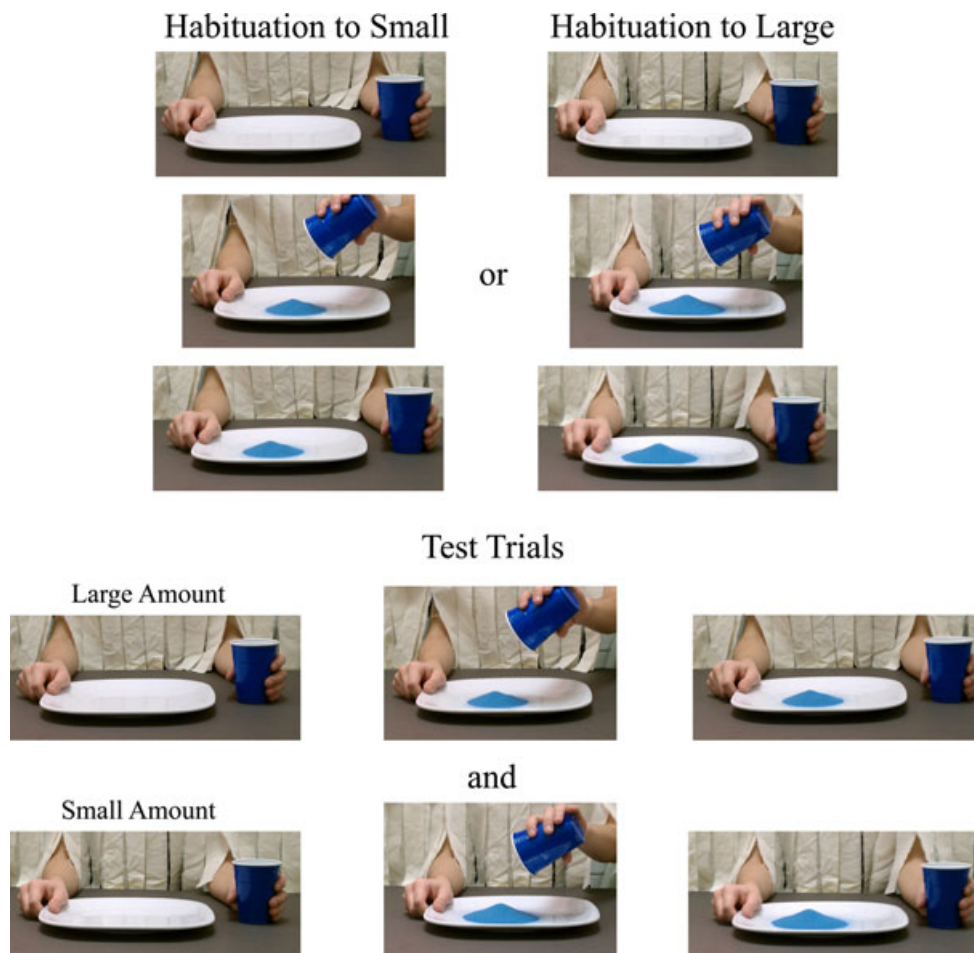 Habituation to Small
Habituation to Large
or
Test Trials
Large Amount
and
Small Amount